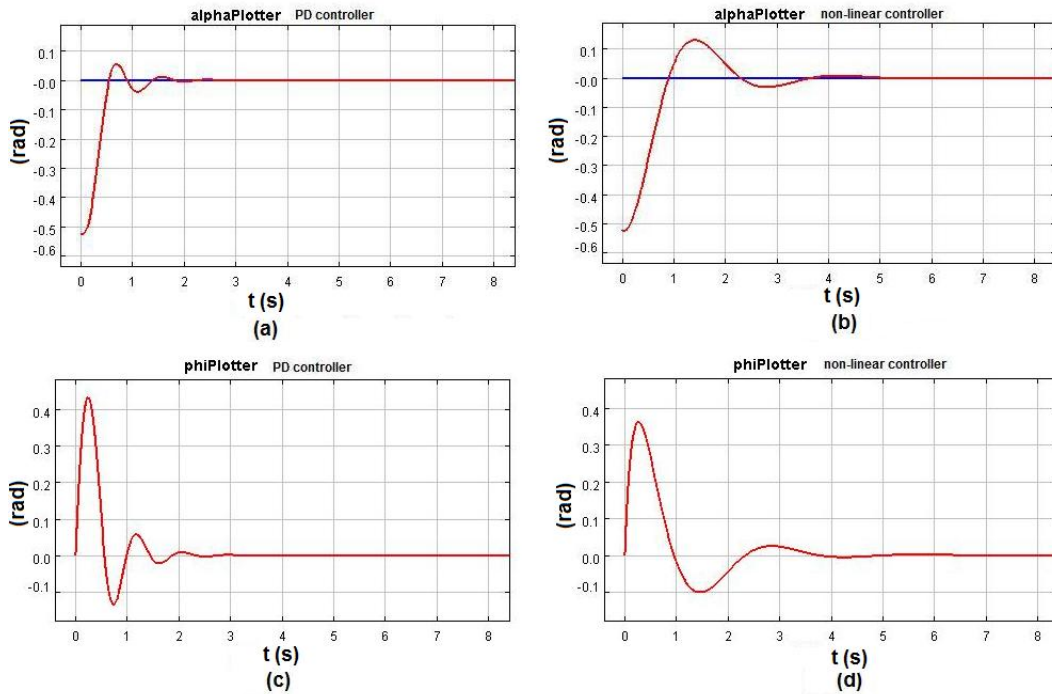 alphaPlotter PD controller
0.1
-0.0
-0.1
-0.2
-0.3
-0.4
-0.5
-0.6
(rad)
0 1 2 3 4 5 6 7 8
t (s)
(a)
alphaPlotter non-linear controller
0.1
-0.0
-0.1
-0.2
-0.3
-0.4
-0.5
-0.6
(rad)
0 1 2 3 4 5 6 7 8
t (s)
(b)
phiPlotter PD controller
0.4
0.3
0.2
0.1
0.0
-0.1
(rad)
0 1 2 3 4 5 6 7 8
t (s)
(c)
phiPlotter non-linear controller
0.4
0.3
0.2
0.1
0.0
-0.1
(rad)
0 1 2 3 4 5 6 7 8
t (s)
(d)